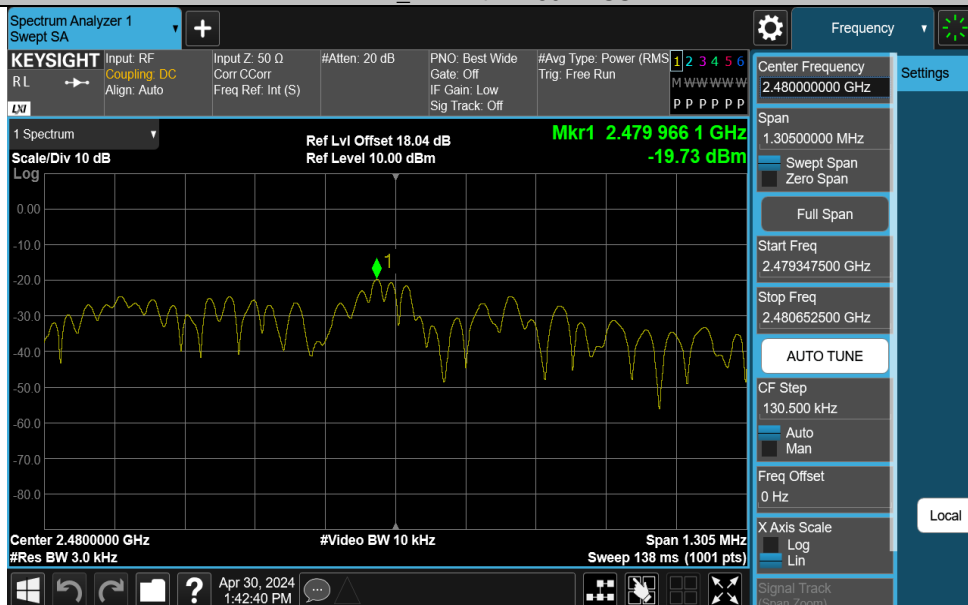 Spectrum Analyzer 1
Swept SA
+
Frequency
KEYSIGHT
Input: RF
Coupling: DC
Align: Auto
Input Z: 50 Ω
Corr CCorr
Freq Ref: Int (S)
#Atten: 20 dB
PNO: Best Wide
Gate: Off
IF Gain: Low
Sig Track: Off
#Avg Type: Power (RMS
Trig: Free Run
1 2 3 4 5 6
M W W W W W
P P P P P P
R L
LXI
Center Frequency
2.480000000 GHz
Settings
Span
1.30500000 MHz
Swept Span
Zero Span
Full Span
Start Freq
2.479347500 GHz
Stop Freq
2.480652500 GHz
AUTO TUNE
CF Step
130.500 kHz
Auto
Man
Freq Offset
0 Hz
X Axis Scale
Log
Lin
Signal Track
(Span Zoom)
Local
1 Spectrum
Scale/Div 10 dB
Log
Ref Lvl Offset 18.04 dB
Ref Level 10.00 dBm
Mkr1 2.479 966 1 GHz
-19.73 dBm
0.00
-10.0
1
-20.0
-30.0
-40.0
-50.0
-60.0
-70.0
-80.0
Center 2.4800000 GHz
#Res BW 3.0 kHz
#Video BW 10 kHz
Span 1.305 MHz
Sweep 138 ms (1001 pts)
?
Apr 30, 2024
1:42:40 PM